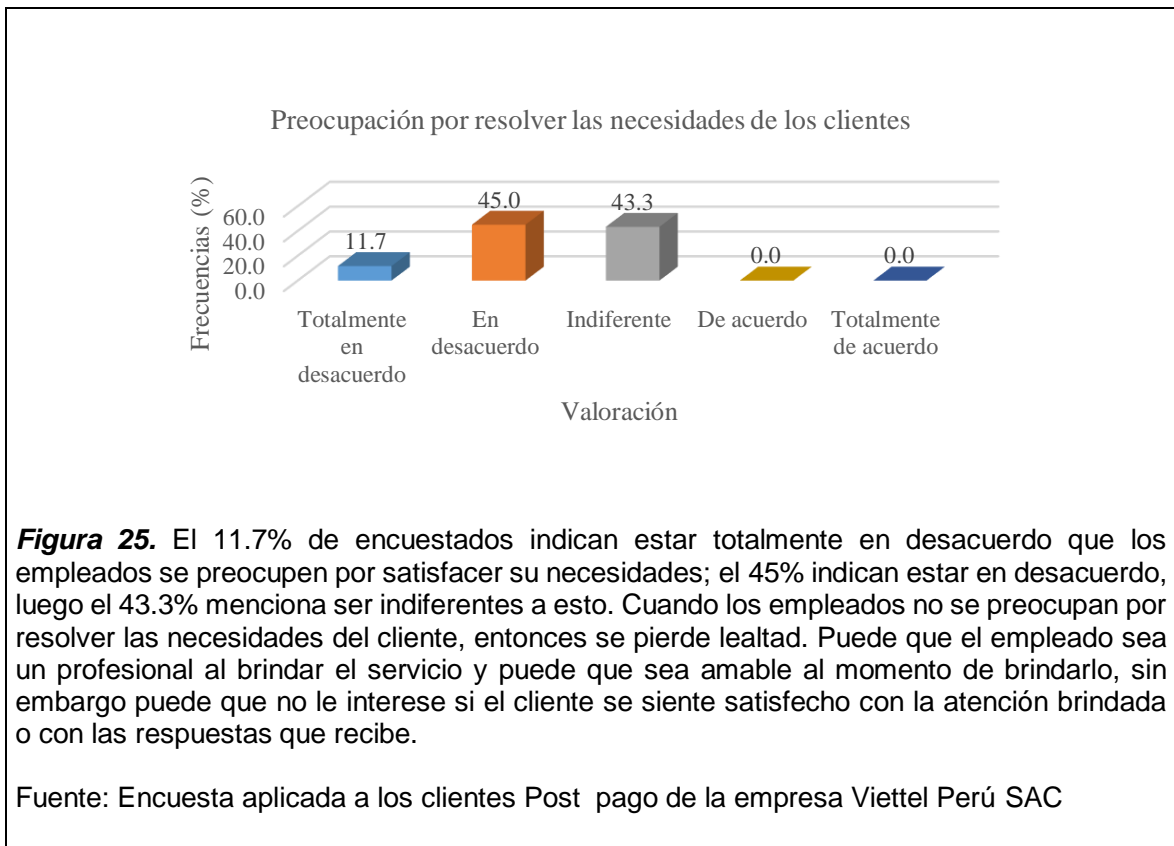 Preocupación por resolver las necesidades de los clientes
Frecuencias (%)
60.0
40.0
20.0
0.0
11.7
45.0
43.3
0.0
0.0
Totalmente
en
desacuerdo
En
desacuerdo
Indiferente
De acuerdo
Totalmente
de acuerdo
Valoración
Figura 25. El 11.7% de encuestados indican estar totalmente en desacuerdo que los
empleados se preocupen por satisfacer su necesidades; el 45% indican estar en desacuerdo,
luego el 43.3% menciona ser indiferentes a esto. Cuando los empleados no se preocupan por
resolver las necesidades del cliente, entonces se pierde lealtad. Puede que el empleado sea
un profesional al brindar el servicio y puede que sea amable al momento de brindarlo, sin
embargo puede que no le interese si el cliente se siente satisfecho con la atención brindada
o con las respuestas que recibe.
Fuente: Encuesta aplicada a los clientes Post pago de la empresa Viettel Perú SAC